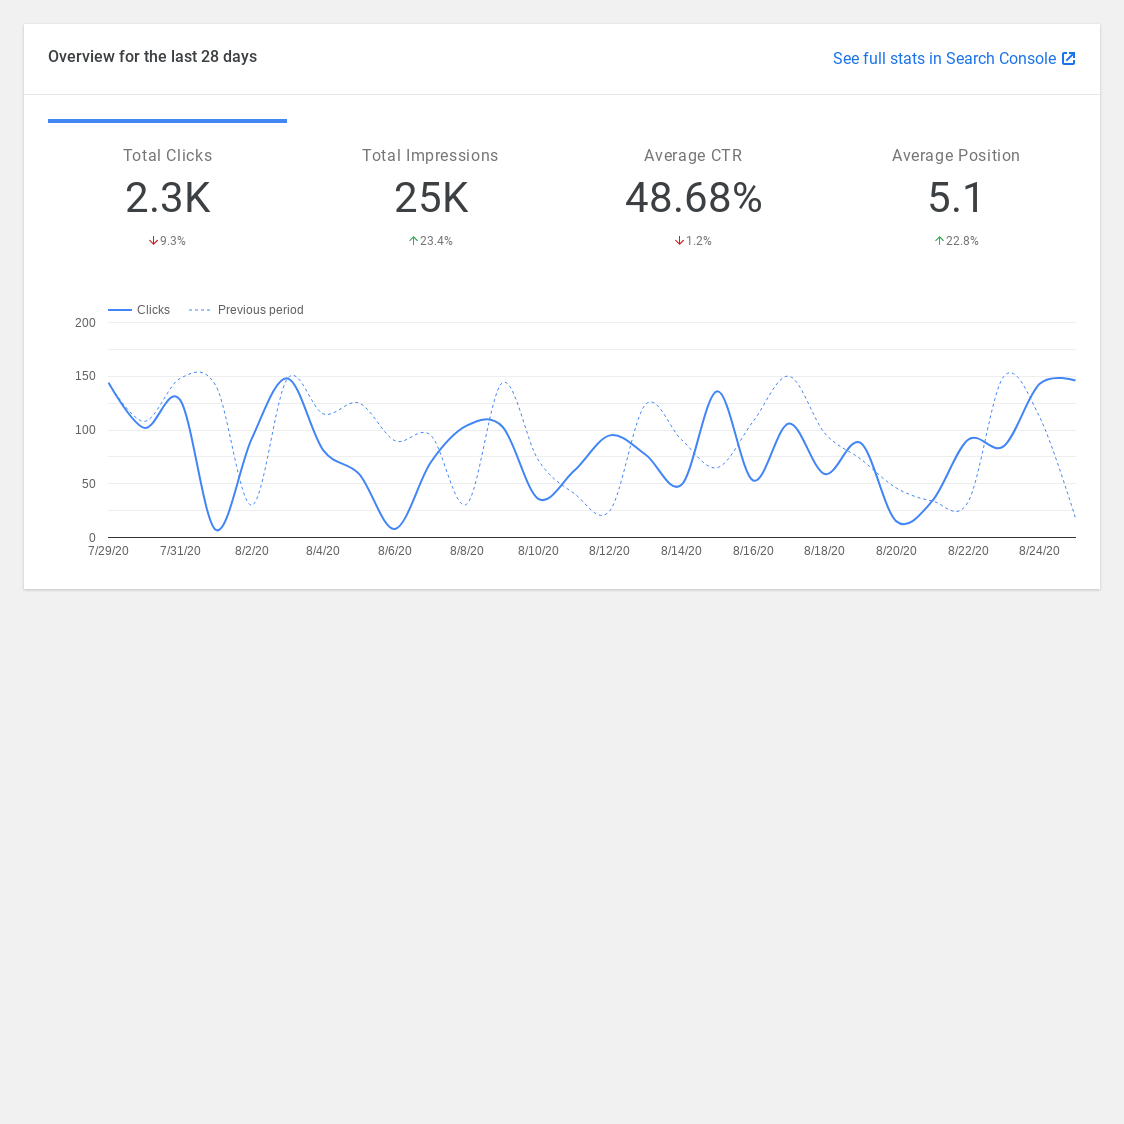 Overview for the last 28 days
See full stats in Search Console
Total Clicks
2.3K
9.3%
Total Impressions
25K
23.4%
Average CTR
48.68%
1.2%
Average Position
5.1
22.8%
Clicks
Previous period
200
150
100
50
0
7/29/20 7/31/20 8/2/20 8/4/20 8/6/20 8/8/20 8/10/20 8/12/20 8/14/20 8/16/20 8/18/20 8/20/20 8/22/20 8/24/20